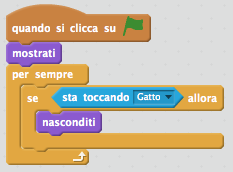 quando si clicca su
mostrati
per sempre
se sta toccando Gatto allora
nasconditi